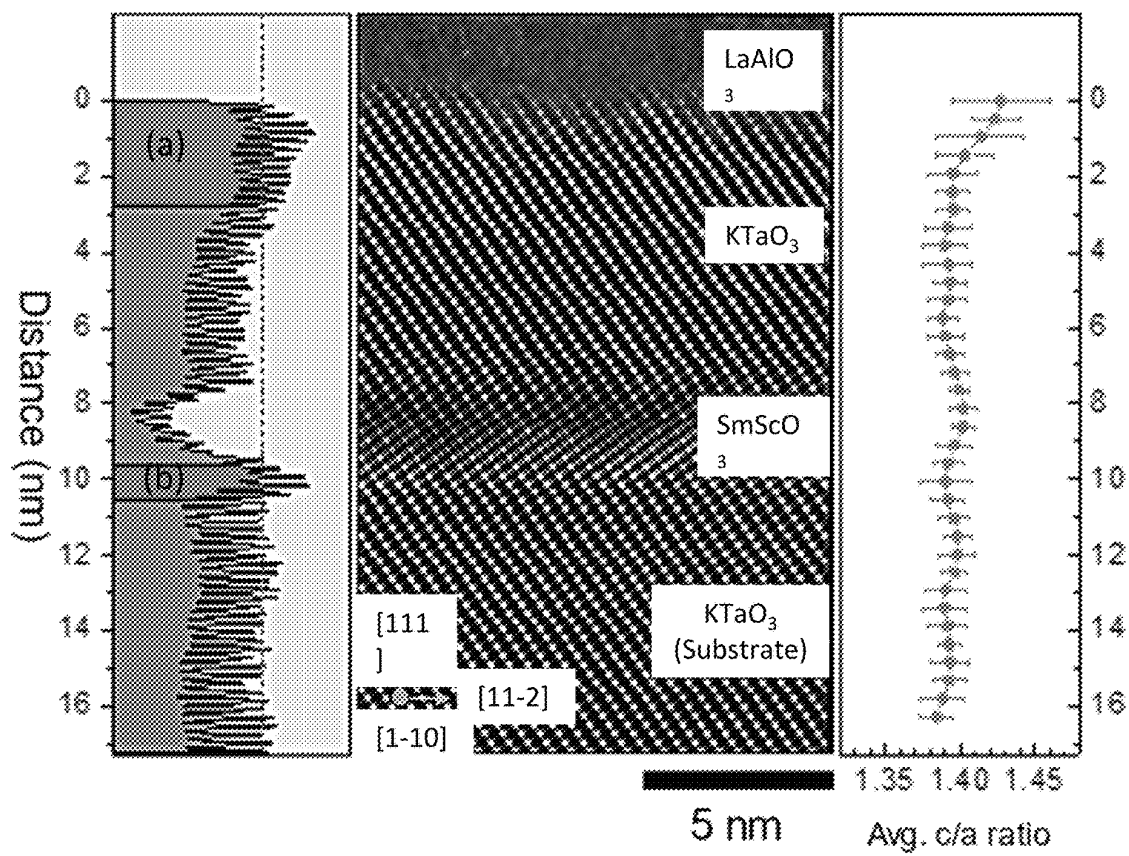 0
2
4
6
8
10
12
14
16
Distance (nm)
(a)
(b)
LaAlO
3
KTaO3
SmScO
3
KTaO3
(Substrate)
[111
]
[11-2]
[1-10]
5 nm
0
2
4
6
8
10
12
14
16
1.35 1.40 1.45
Avg. c/a ratio